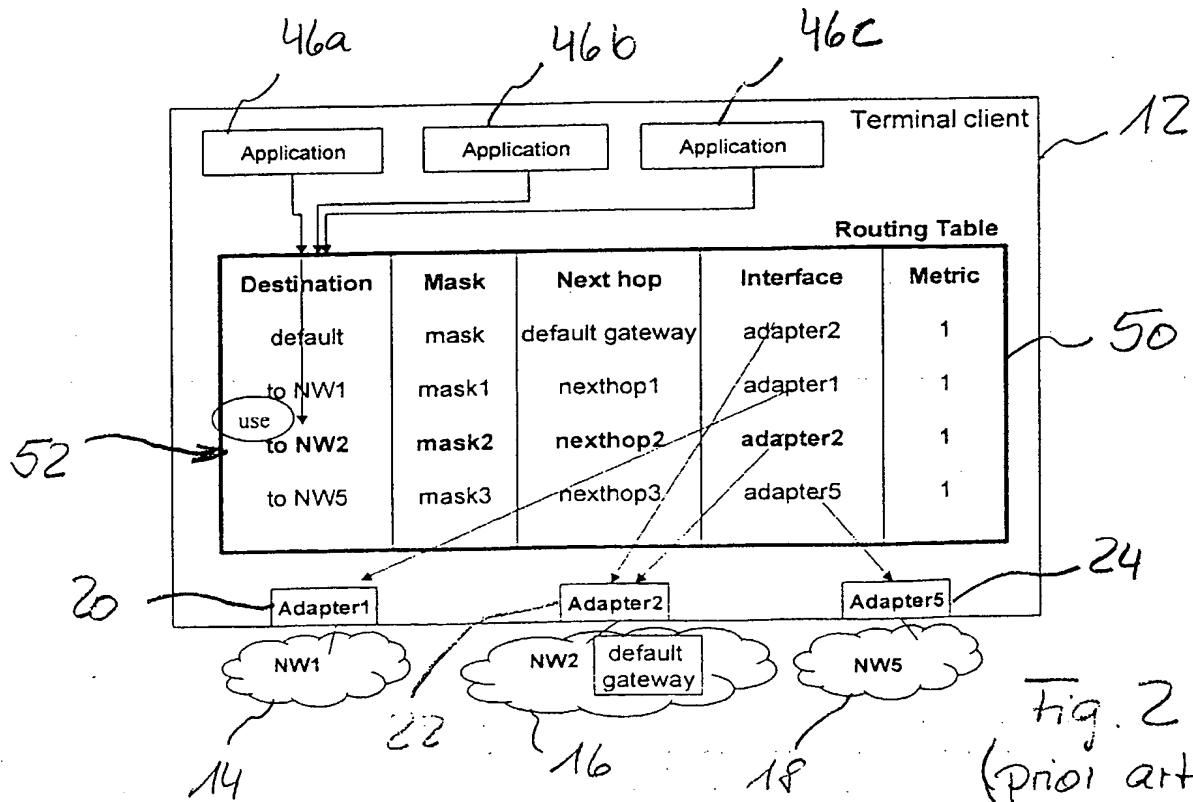 46a 46b 46c
Terminal client 12
Application Application Application
Routing Table
Destination Mask Next hop Interface Metric
default mask default gateway adapter2 1
50
to NW1 mask1 nexthop1 adapter1 1
use
52 to NW2 mask2 nexthop2 adapter2 1
to NW5 mask3 nexthop3 adapter5 1
20 Adapter1 Adapter2 Adapter5 24
NW1 NW2 default gateway NW5
14 22 16 18
Fig. 2
(prior art